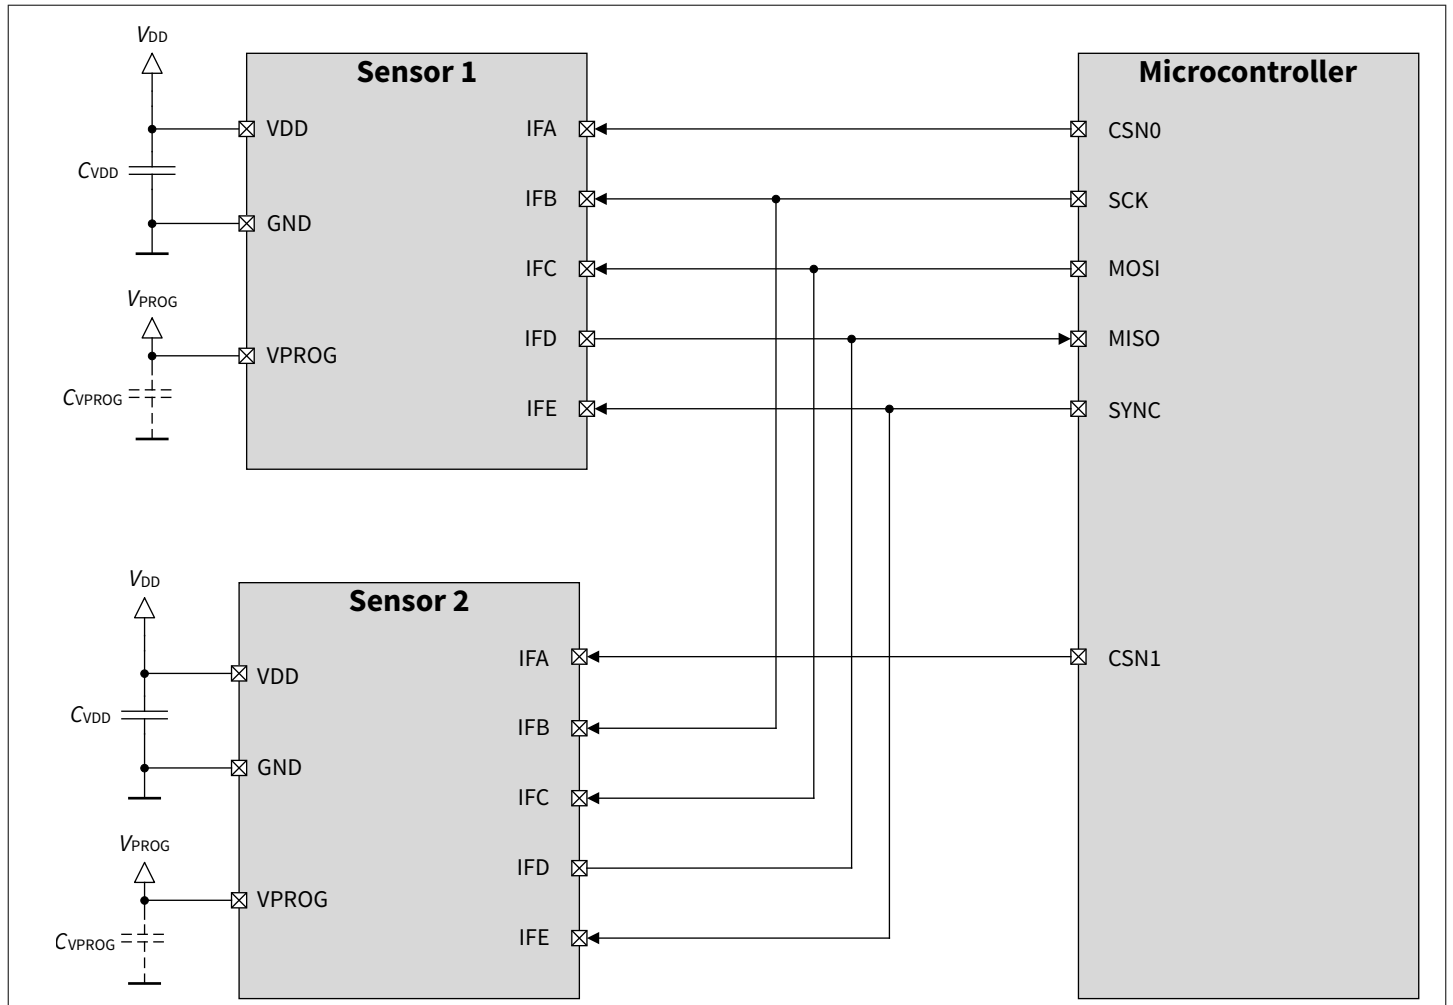 VDD
Sensor 1
Microcontroller
VDD
IFA
CSN0
CVDD
IFB
SCK
GND
IFC
MOSI
VPROG
VPROG
IFD
MISO
CVPROG
IFE
SYNC
VDD
Sensor 2
VDD
IFA
CSN1
CVDD
IFB
GND
IFC
VPROG
IFD
VPROG
CVPROG
IFE